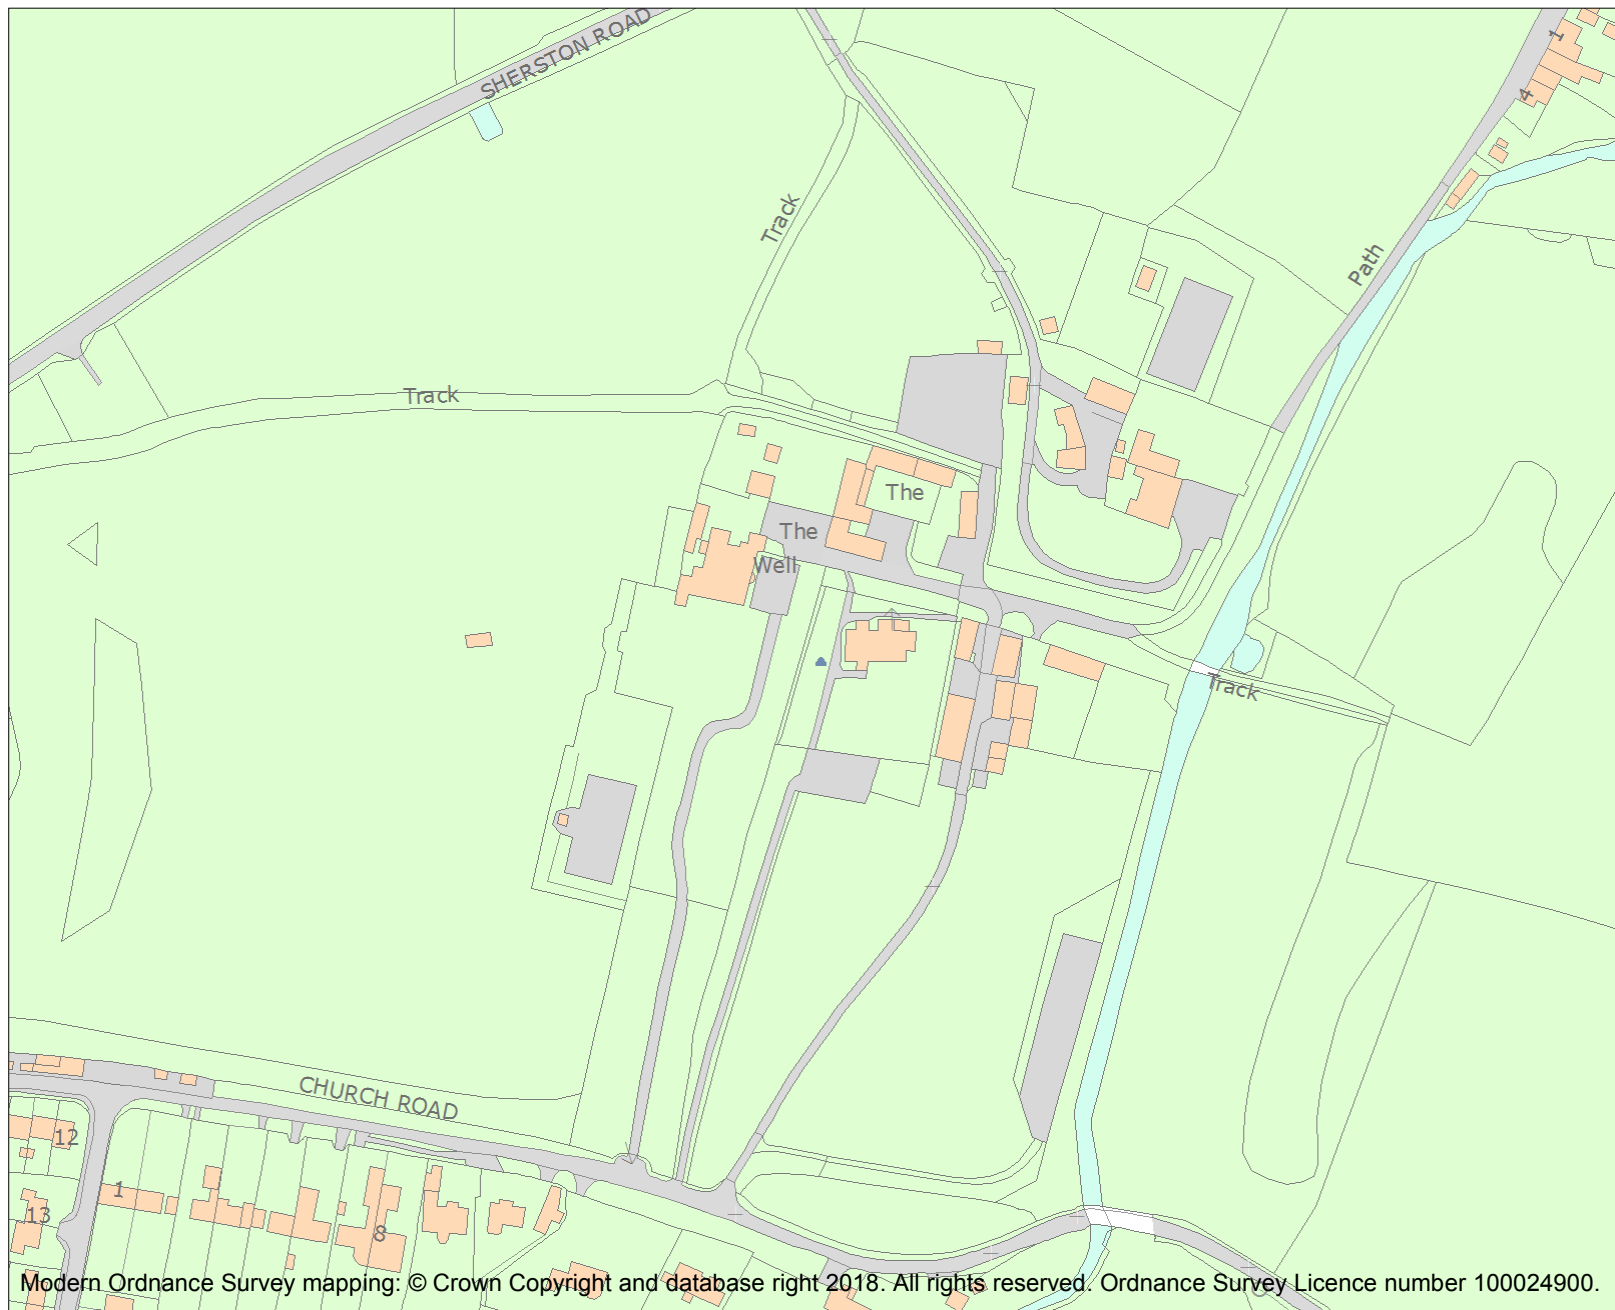 SHERSTON ROAD
1
4
Track
Path
Track
The
The
Well
Track
CHURCH ROAD
12
1
13
8
Modern Ordnance Survey mapping: © Crown Copyright and database right 2018. All rights reserved. Ordnance Survey Licence number 100024900.